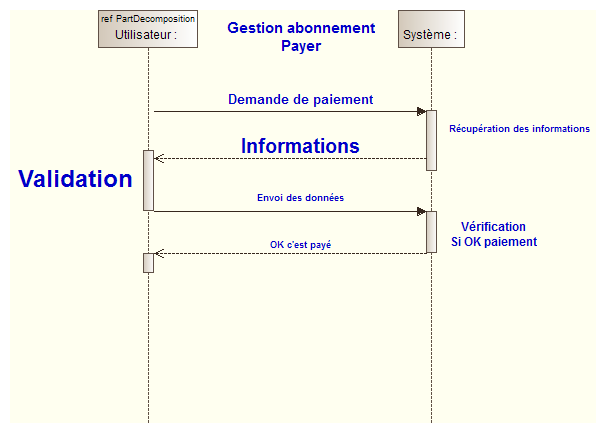 ref PartDecomposition
Utilisateur :
Gestion abonnement
Payer
Système :
Demande de paiement
Récupération des informations
Informations
Validation
Envoi des données
Vérification
Si OK paiement
OK c'est payé